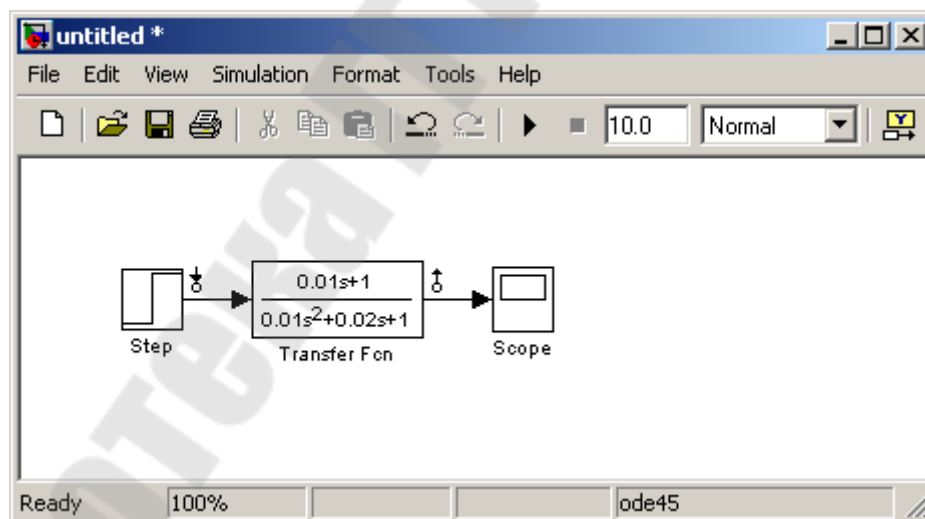 untitled *
File Edit View Simulation Format Tools Help
10.0 Normal
0.01s+1
0.01s²+0.02s+1
Step
Transfer Fcn
Scope
Ready 100% ode45